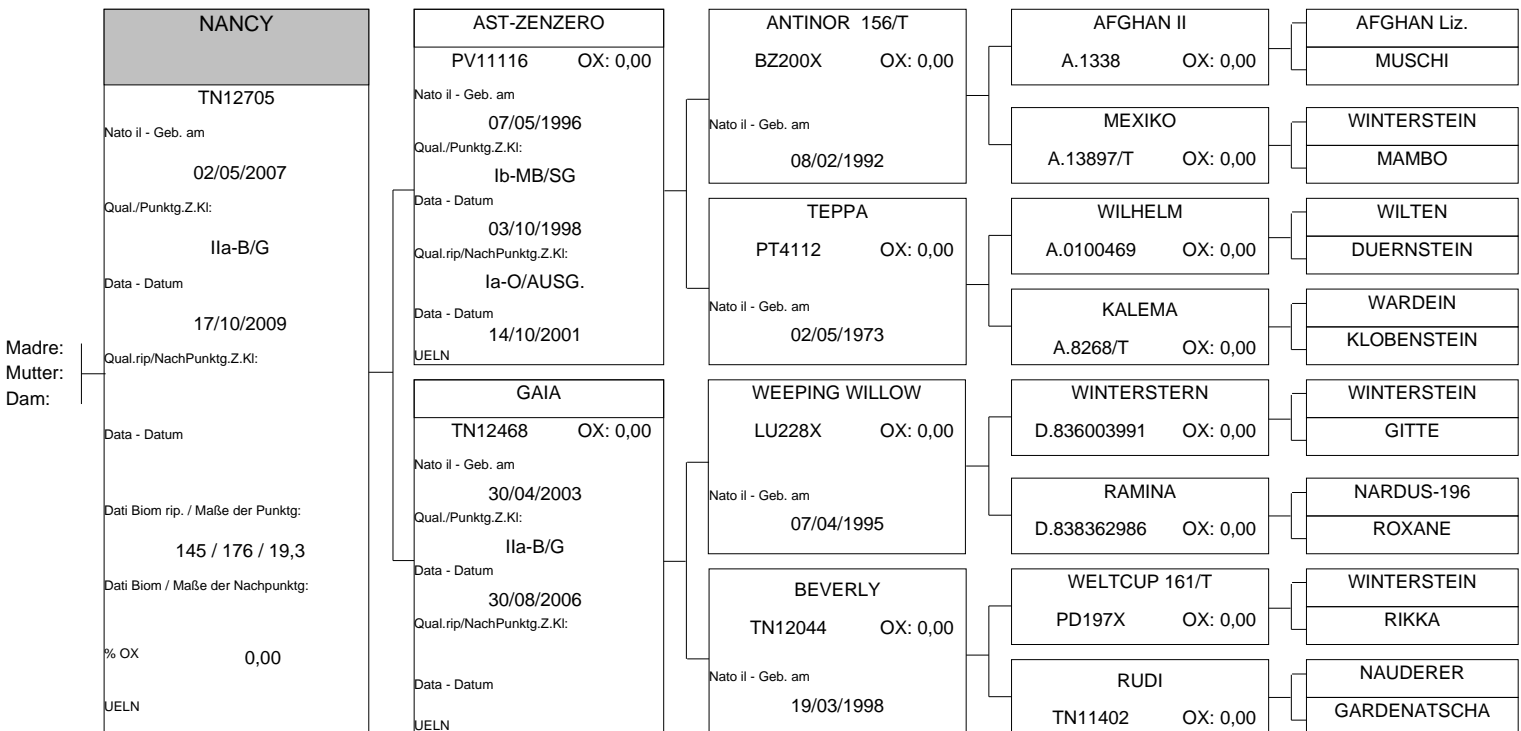 Madre:
Mutter:
Dam:
NANCY
TN12705
Nato il - Geb. am
02/05/2007
Qual./Punktg.Z.Kl:
IIa-B/G
Data - Datum
17/10/2009
Qual.rip/NachPunktg.Z.Kl:
Data - Datum
Dati Biom rip. / Maße der Punktg:
145 / 176 / 19,3
Dati Biom / Maße der Nachpunktg:
% OX 0,00
UELN
AST-ZENZERO
PV11116 OX: 0,00
Nato il - Geb. am
07/05/1996
Qual./Punktg.Z.Kl:
Ib-MB/SG
Data - Datum
03/10/1998
Qual.rip/NachPunktg.Z.Kl:
Ia-O/AUSG.
Data - Datum
14/10/2001
UELN
GAIA
TN12468 OX: 0,00
Nato il - Geb. am
30/04/2003
Qual./Punktg.Z.Kl:
IIa-B/G
Data - Datum
30/08/2006
Qual.rip/NachPunktg.Z.Kl:
Data - Datum
UELN
ANTINOR 156/T
BZ200X OX: 0,00
Nato il - Geb. am
08/02/1992
TEPPA
PT4112 OX: 0,00
Nato il - Geb. am
02/05/1973
WEEPING WILLOW
LU228X OX: 0,00
Nato il - Geb. am
07/04/1995
BEVERLY
TN12044 OX: 0,00
Nato il - Geb. am
19/03/1998
AFGHAN II
A.1338 OX: 0,00
MEXIKO
A.13897/T OX: 0,00
WILHELM
A.0100469 OX: 0,00
KALEMA
A.8268/T OX: 0,00
WINTERSTERN
D.836003991 OX: 0,00
RAMINA
D.838362986 OX: 0,00
WELTCUP 161/T
PD197X OX: 0,00
RUDI
TN11402 OX: 0,00
AFGHAN Liz.
MUSCHI
WINTERSTEIN
MAMBO
WILTEN
DUERNSTEIN
WARDEIN
KLOBENSTEIN
WINTERSTEIN
GITTE
NARDUS-196
ROXANE
WINTERSTEIN
RIKKA
NAUDERER
GARDENATSCHA